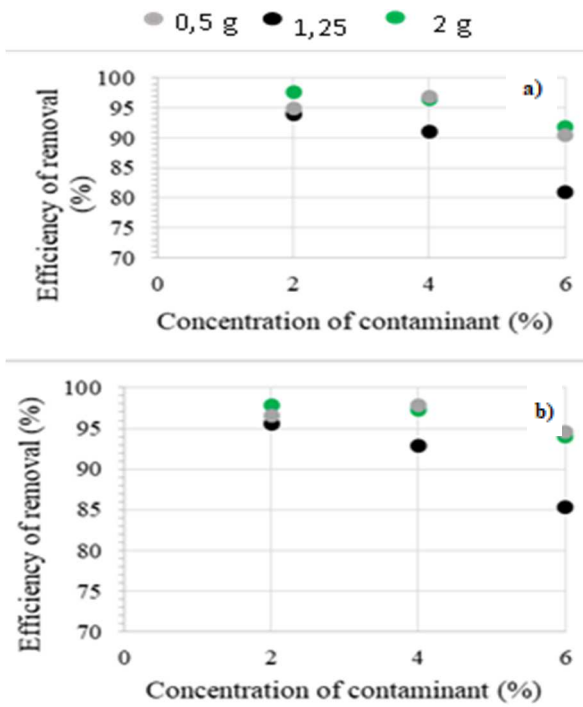 0,5 g 1,25 2 g
100
95
90
85
80
75
70
0 2 4 6
Efficiency of removal
(%)
Concentration of contaminant (%)
a)
100
95
90
85
80
75
70
0 2 4 6
Efficiency of removal (%)
Concentration of contaminant (%)
b)